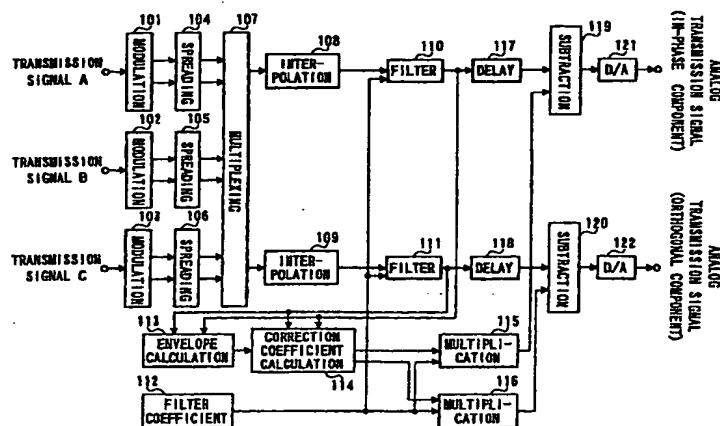 101
104
107
TRANSMISSION
SIGNAL A
MODULATION
SPREADING
MULTIPLEXING
108
INTER-
POLATION
110
FILTER
117
DELAY
119
SUBTRACTION
121
D/A
ANALOG
TRANSMISSION SIGNAL
(IN-PHASE COMPONENT)
102
105
TRANSMISSION
SIGNAL B
MODULATION
SPREADING
103
106
TRANSMISSION
SIGNAL C
MODULATION
SPREADING
109
INTER-
POLATION
111
FILTER
118
DELAY
120
SUBTRACTION
122
D/A
ANALOG
TRANSMISSION SIGNAL
(ORTHOGONAL COMPONENT)
113
ENVELOPE
CALCULATION
CORRECTION
COEFFICIENT
CALCULATION
114
115
MULTIPLI-
CATION
112
FILTER
COEFFICIENT
116
MULTIPLI-
CATION